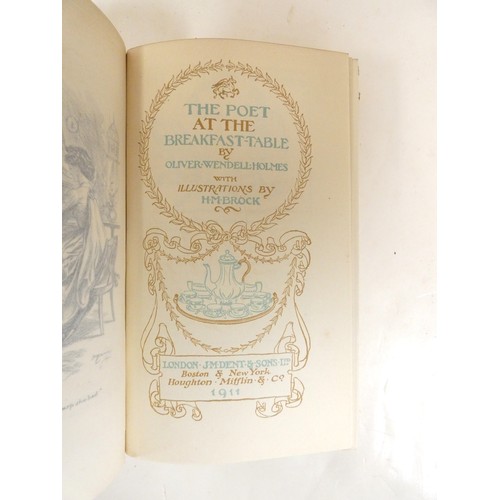 THE POET
AT THE
BREAKFAST-TABLE
BY
OLIVER·WENDELL·HOLMES
WITH
ILLUSTRATIONS BY
H·M·BROCK
LONDON·J·M·DENT·&·SONS LTD
Boston & New York
Houghton·Mifflin·&·Co
1911